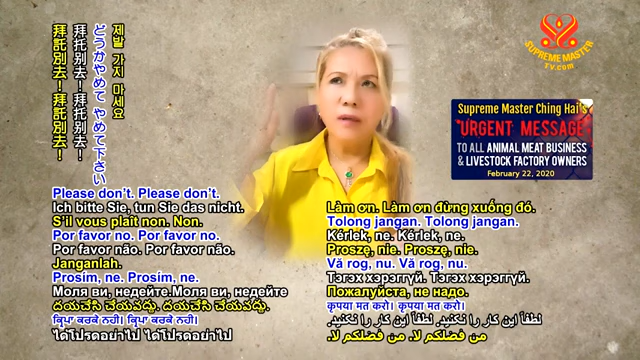 제발 가지 마세요
どうかやめて やめて下さい
拜托别去！拜托别去！
拜託別去！拜託別去！
SUPREME MASTER
TV.com
Supreme Master Ching Hai's
"URGENT MESSAGE"
TO ALL ANIMAL MEAT BUSINESS
& LIVESTOCK FACTORY OWNERS
February 22, 2020
Please don't. Please don't.
Ich bitte Sie, tun Sie das nicht.
S'il vous plaît non. Non.
Por favor no. Por favor no.
Por favor não. Por favor não.
Janganlah.
Prosím, ne. Prosím, ne.
Моля ви, недейте.Моля ви, недейте
దయచేసి చేయవద్దు. దయచేసి చేయవద్దు.
ਕ੍ਰਿਪਾ ਕਰਕੇ ਨਹੀ। ਕ੍ਰਿਪਾ ਕਰਕੇ ਨਹੀ।
ได้โปรดอย่าไป ได้โปรดอย่าไป
Làm ơn. Làm ơn đừng xuống đó.
Tolong jangan. Tolong jangan.
Kérlek, ne. Kérlek, ne.
Proszę, nie. Proszę, nie.
Vă rog, nu. Vă rog, nu.
Тэгэх хэрэггүй. Тэгэх хэрэггүй.
Пожалуйста, не надо.
कृपया मत करो। कृपया मत करो।
لطفاً این کار را نکنید. لطفاً این کار را نکنید.
من فضلكم لا. من فضلكم لا.